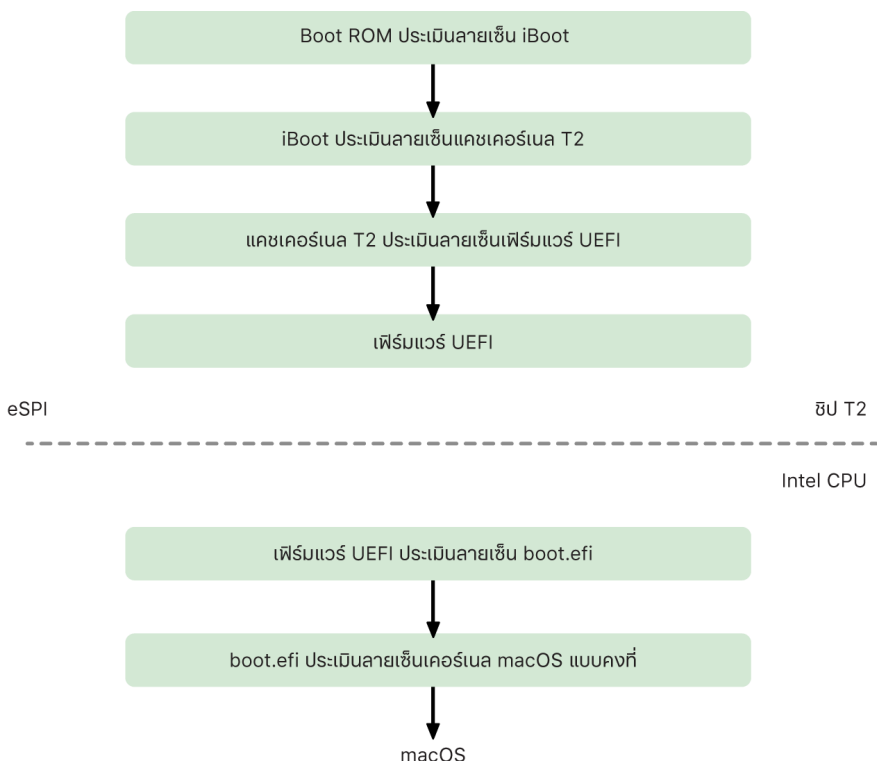 Boot ROM ประเมินลายเซ็น iBoot
iBoot ประเมินลายเซ็นแคชเคอร์เนล T2
แคชเคอร์เนล T2 ประเมินลายเซ็นเฟิร์มแวร์ UEFI
เฟิร์มแวร์ UEFI
eSPI
ชิป T2
Intel CPU
เฟิร์มแวร์ UEFI ประเมินลายเซ็น boot.efi
boot.efi ประเมินลายเซ็นเคอร์เนล macOS แบบคงที่
macOS